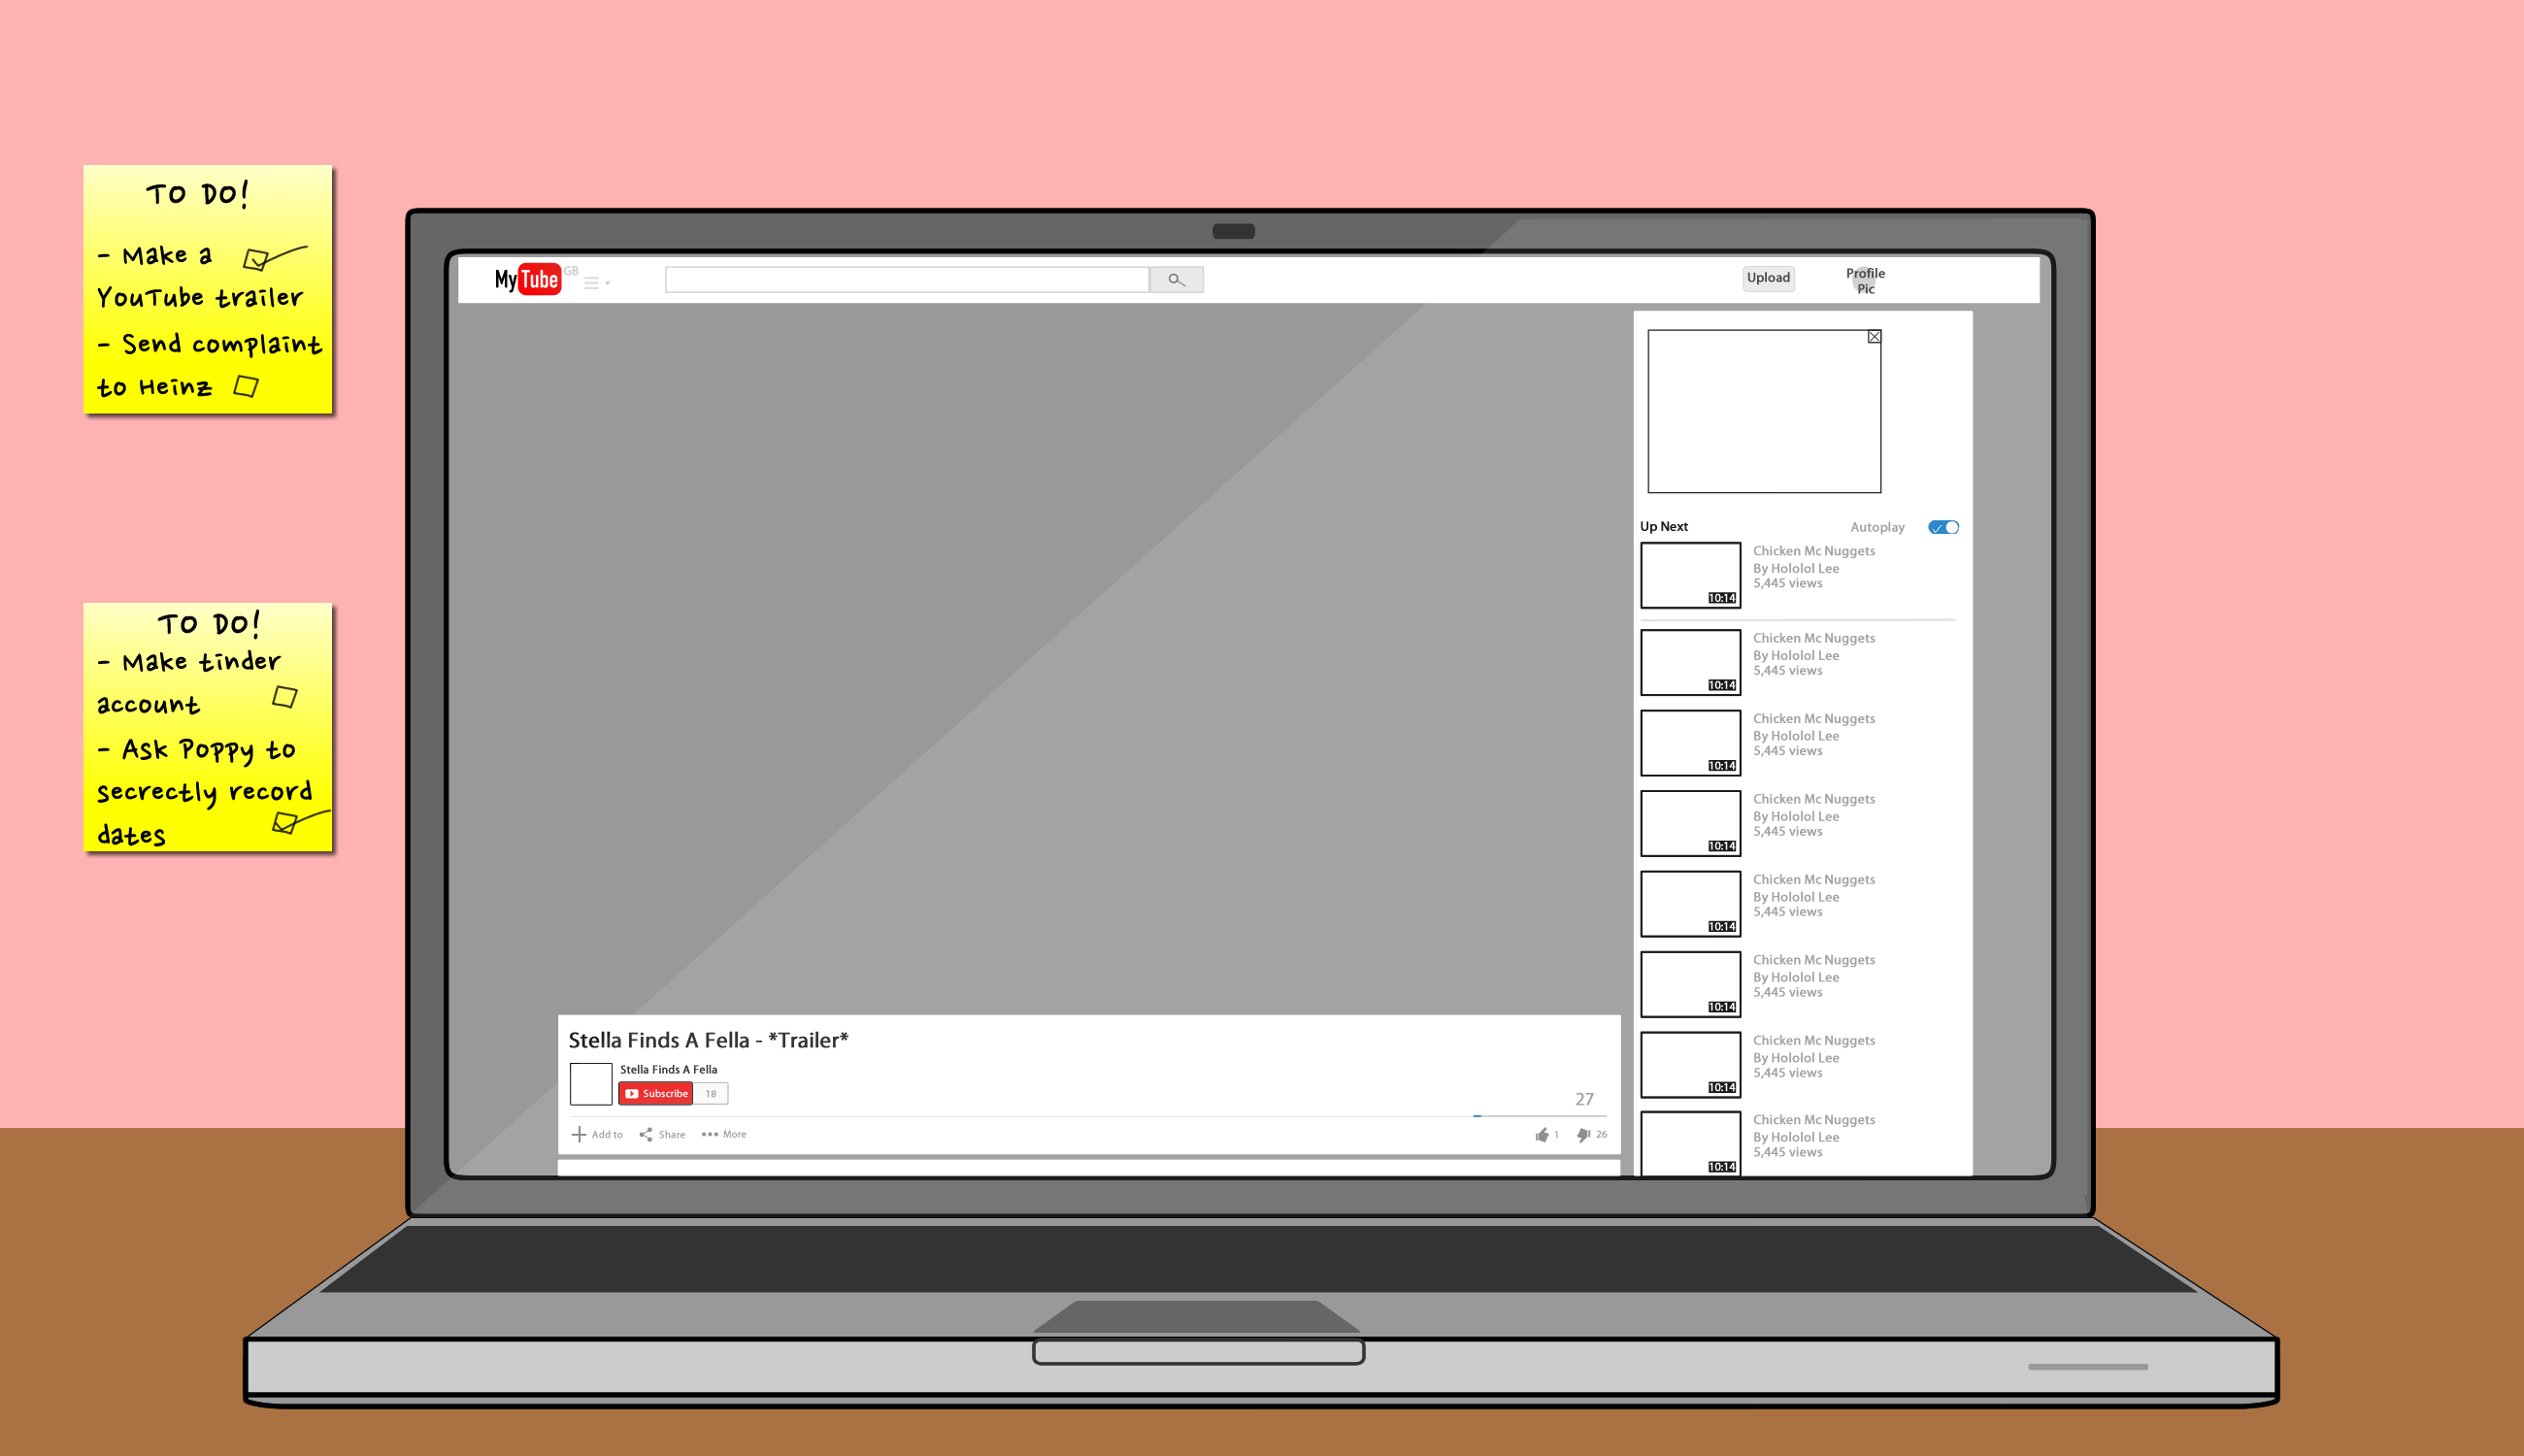 TO DO!
- Make a
YouTube trailer
- Send complaint
to Heinz
TO DO!
- Make tinder
account
- Ask Poppy to
secrectly record
dates
MyTube GB
Upload
Profile
Pic
Up Next Autoplay
Chicken Mc Nuggets
By Hololol Lee
5,445 views
10:14
Chicken Mc Nuggets
By Hololol Lee
5,445 views
10:14
Chicken Mc Nuggets
By Hololol Lee
5,445 views
10:14
Chicken Mc Nuggets
By Hololol Lee
5,445 views
10:14
Chicken Mc Nuggets
By Hololol Lee
5,445 views
10:14
Chicken Mc Nuggets
By Hololol Lee
5,445 views
10:14
Chicken Mc Nuggets
By Hololol Lee
5,445 views
10:14
Chicken Mc Nuggets
By Hololol Lee
5,445 views
10:14
Stella Finds A Fella - *Trailer*
Stella Finds A Fella
Subscribe 18
27
Add to Share More 1 26